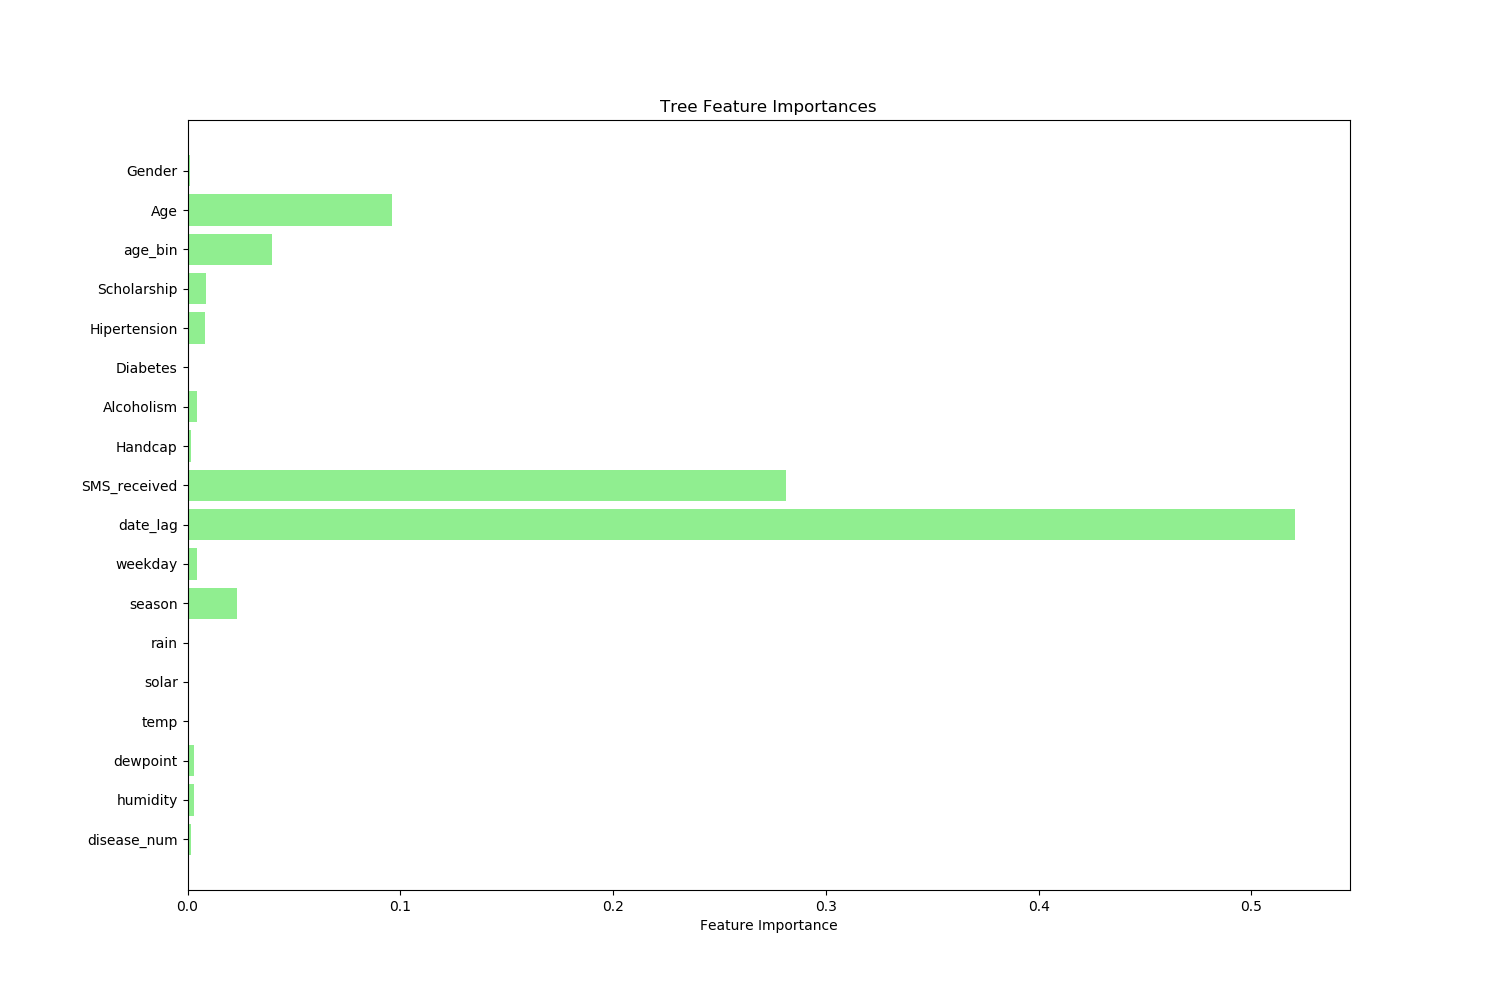 Tree Feature Importances
Gender
Age
age_bin
Scholarship
Hipertension
Diabetes
Alcoholism
Handcap
SMS_received
date_lag
weekday
season
rain
solar
temp
dewpoint
humidity
disease_num
0.0 0.1 0.2 0.3 0.4 0.5
Feature Importance